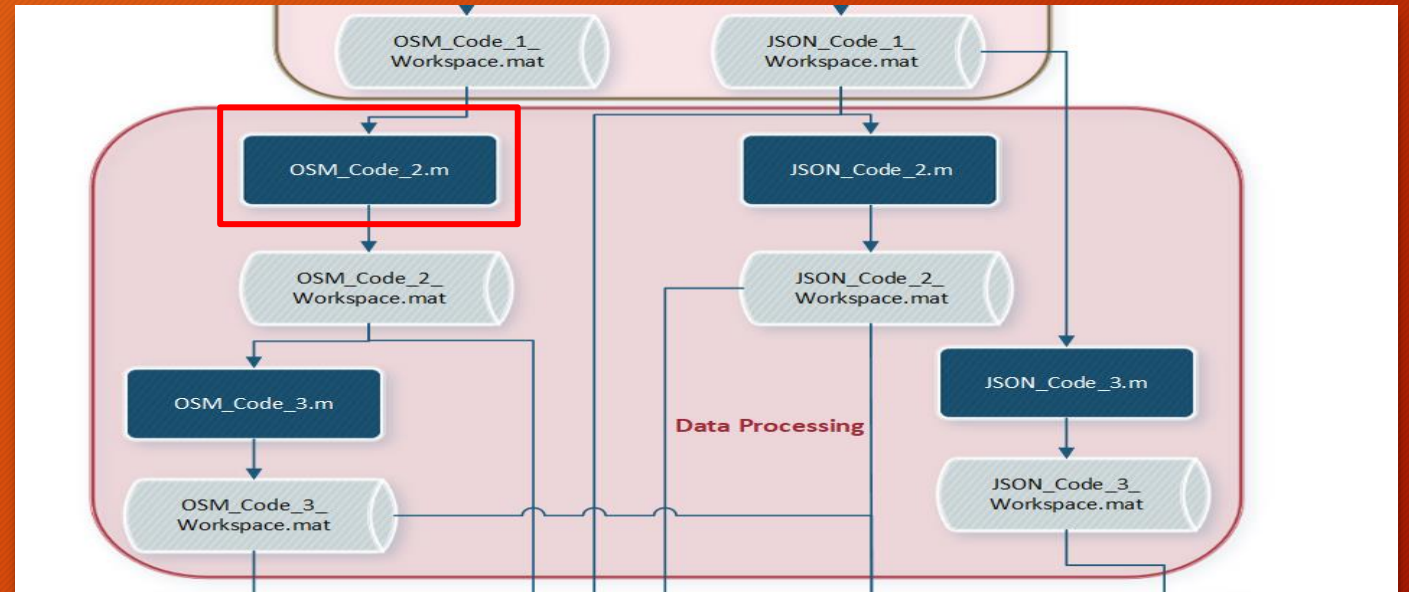 OSM_Code_1_
Workspace.mat
JSON_Code_1_
Workspace.mat
OSM_Code_2.m
JSON_Code_2.m
OSM_Code_2_
Workspace.mat
JSON_Code_2_
Workspace.mat
OSM_Code_3.m
JSON_Code_3.m
Data Processing
OSM_Code_3_
Workspace.mat
JSON_Code_3_
Workspace.mat